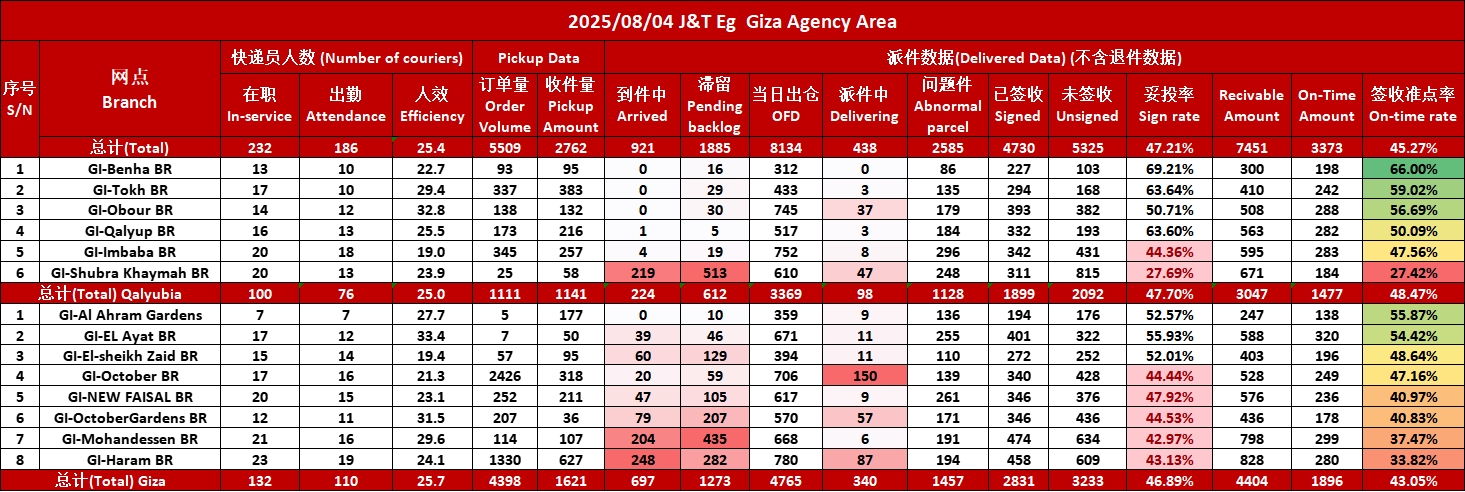 2025/08/04 J&T Eg Giza Agency Area
序号 S/N 网点 Branch 快递员人数 (Number of couriers) Pickup Data 派件数据(Delivered Data) (不含退件数据)
在职 In-service 出勤 Attendance 人效 Efficiency 订单量 Order Volume 收件量 Pickup Amount 到件中 Arrived 滞留 Pending backlog 当日出仓 OFD 派件中 Delivering 问题件 Abnormal parcel 已签收 Signed 未签收 Unsigned 妥投率 Sign rate Recivable Amount On-Time Amount 签收准点率 On-time rate
总计(Total) 232 186 25.4 5509 2762 921 1885 8134 438 2585 4730 5325 47.21% 7451 3373 45.27%
1 GI-Benha BR 13 10 22.7 93 95 0 16 312 0 86 227 103 69.21% 300 198 66.00%
2 GI-Tokh BR 17 10 29.4 337 383 0 29 433 3 135 294 168 63.64% 410 242 59.02%
3 GI-Obour BR 14 12 32.8 138 132 0 30 745 37 179 393 382 50.71% 508 288 56.69%
4 GI-Qalyup BR 16 13 25.5 173 216 1 5 517 3 184 332 193 63.60% 563 282 50.09%
5 GI-Imbaba BR 20 18 19.0 345 257 4 19 752 8 296 342 431 44.36% 595 283 47.56%
6 GI-Shubra Khaymah BR 20 13 23.9 25 58 219 513 610 47 248 311 815 27.69% 671 184 27.42%
总计(Total) Qalyubia 100 76 25.0 1111 1141 224 612 3369 98 1128 1899 2092 47.70% 3047 1477 48.47%
1 GI-Al Ahram Gardens 7 7 27.7 5 177 0 10 359 9 136 194 176 52.57% 247 138 55.87%
2 GI-EL Ayat BR 17 12 33.4 7 50 39 46 671 11 255 401 322 55.93% 588 320 54.42%
3 GI-El-sheikh Zaid BR 15 14 19.4 57 95 60 129 394 11 110 272 252 52.01% 403 196 48.64%
4 GI-October BR 17 16 21.3 2426 318 20 59 706 150 139 340 428 44.44% 528 249 47.16%
5 GI-NEW FAISAL BR 20 15 23.1 252 211 47 105 617 9 261 346 376 47.92% 576 236 40.97%
6 GI-OctoberGardens BR 12 11 31.5 207 36 79 207 570 57 171 346 436 44.53% 436 178 40.83%
7 GI-Mohandessen BR 21 16 29.6 114 107 204 435 668 6 191 474 634 42.97% 798 299 37.47%
8 GI-Haram BR 23 19 24.1 1330 627 248 282 780 87 194 458 609 43.13% 828 280 33.82%
总计(Total) Giza 132 110 25.7 4398 1621 697 1273 4765 340 1457 2831 3233 46.89% 4404 1896 43.05%